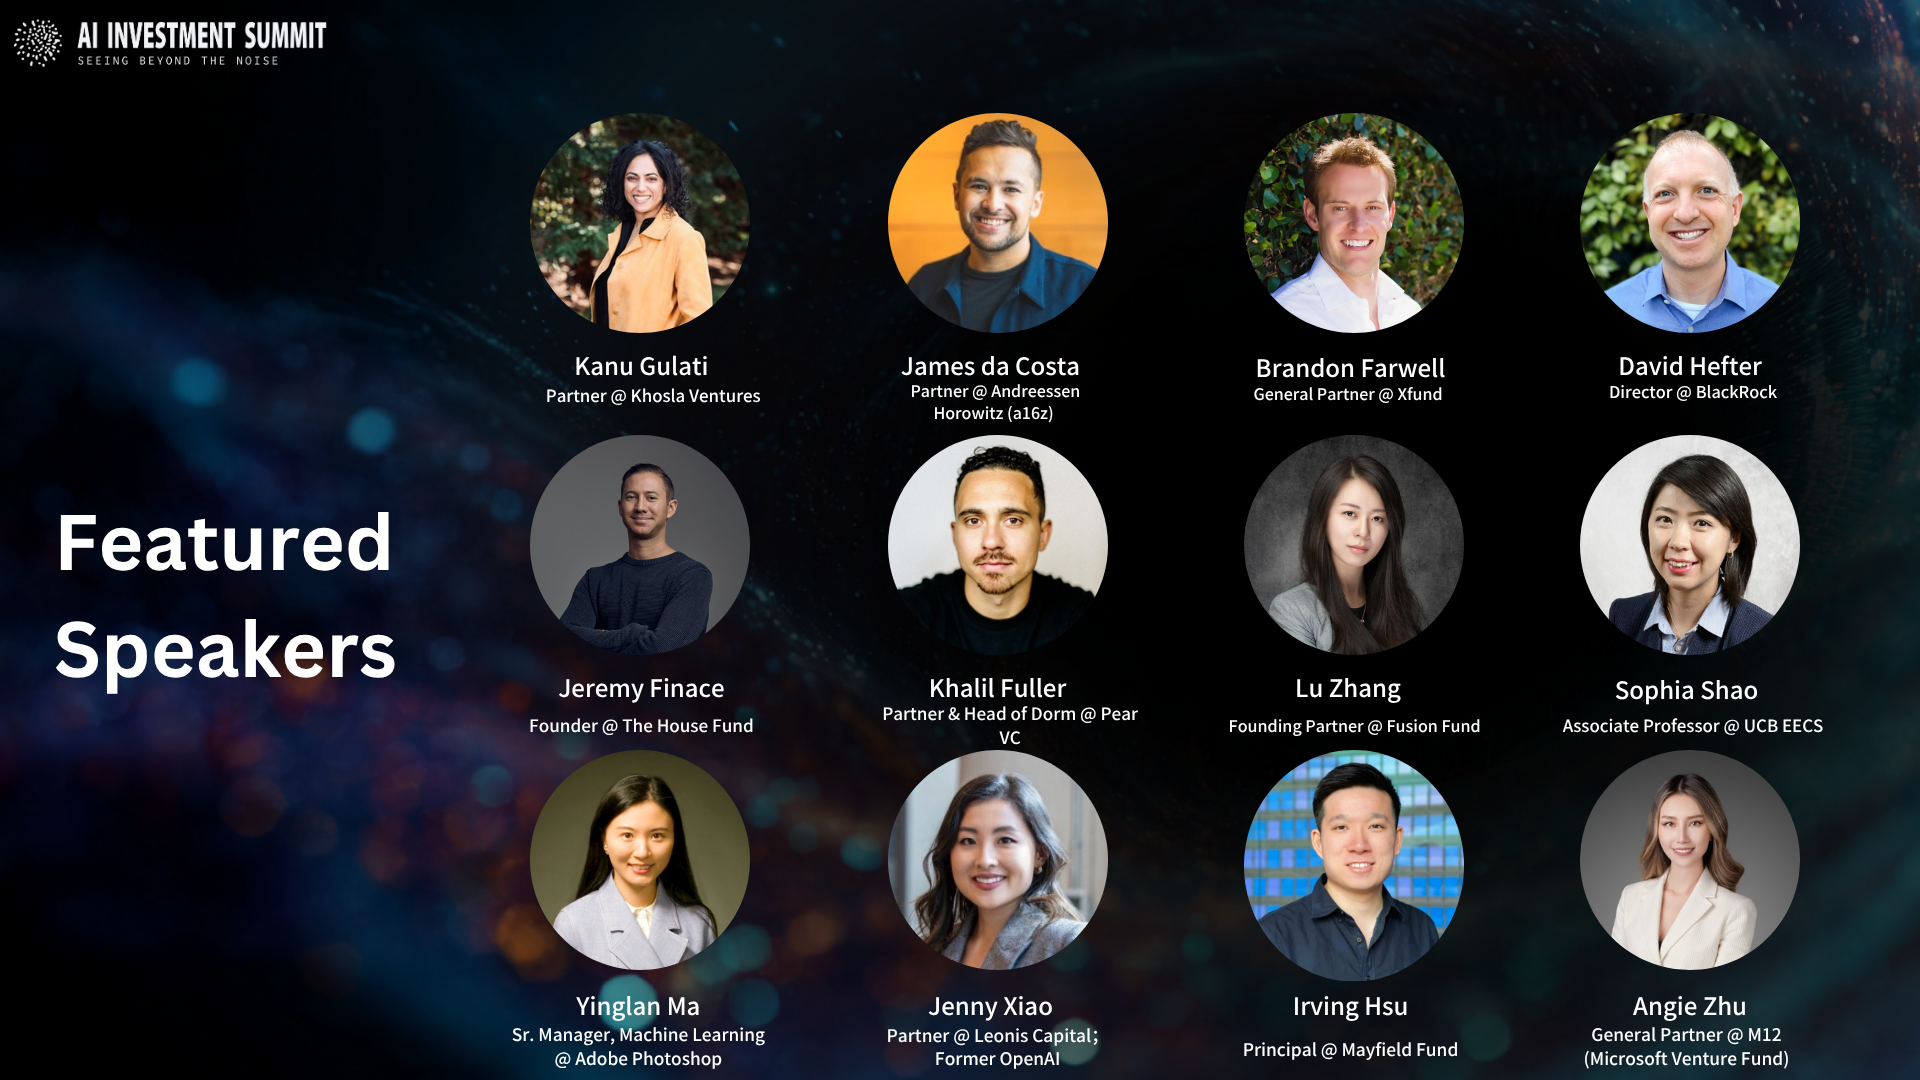 AI INVESTMENT SUMMIT
SEEING BEYOND THE NOISE
Featured
Speakers
Kanu Gulati
Partner @ Khosla Ventures
James da Costa
Partner @ Andreessen
Horowitz (a16z)
Brandon Farwell
General Partner @ Xfund
David Hefter
Director @ BlackRock
Jeremy Finace
Founder @ The House Fund
Khalil Fuller
Partner & Head of Dorm @ Pear
VC
Lu Zhang
Founding Partner @ Fusion Fund
Sophia Shao
Associate Professor @ UCB EECS
Yinglan Ma
Sr. Manager, Machine Learning
@ Adobe Photoshop
Jenny Xiao
Partner @ Leonis Capital；
Former OpenAI
Irving Hsu
Principal @ Mayfield Fund
Angie Zhu
General Partner @ M12
(Microsoft Venture Fund)